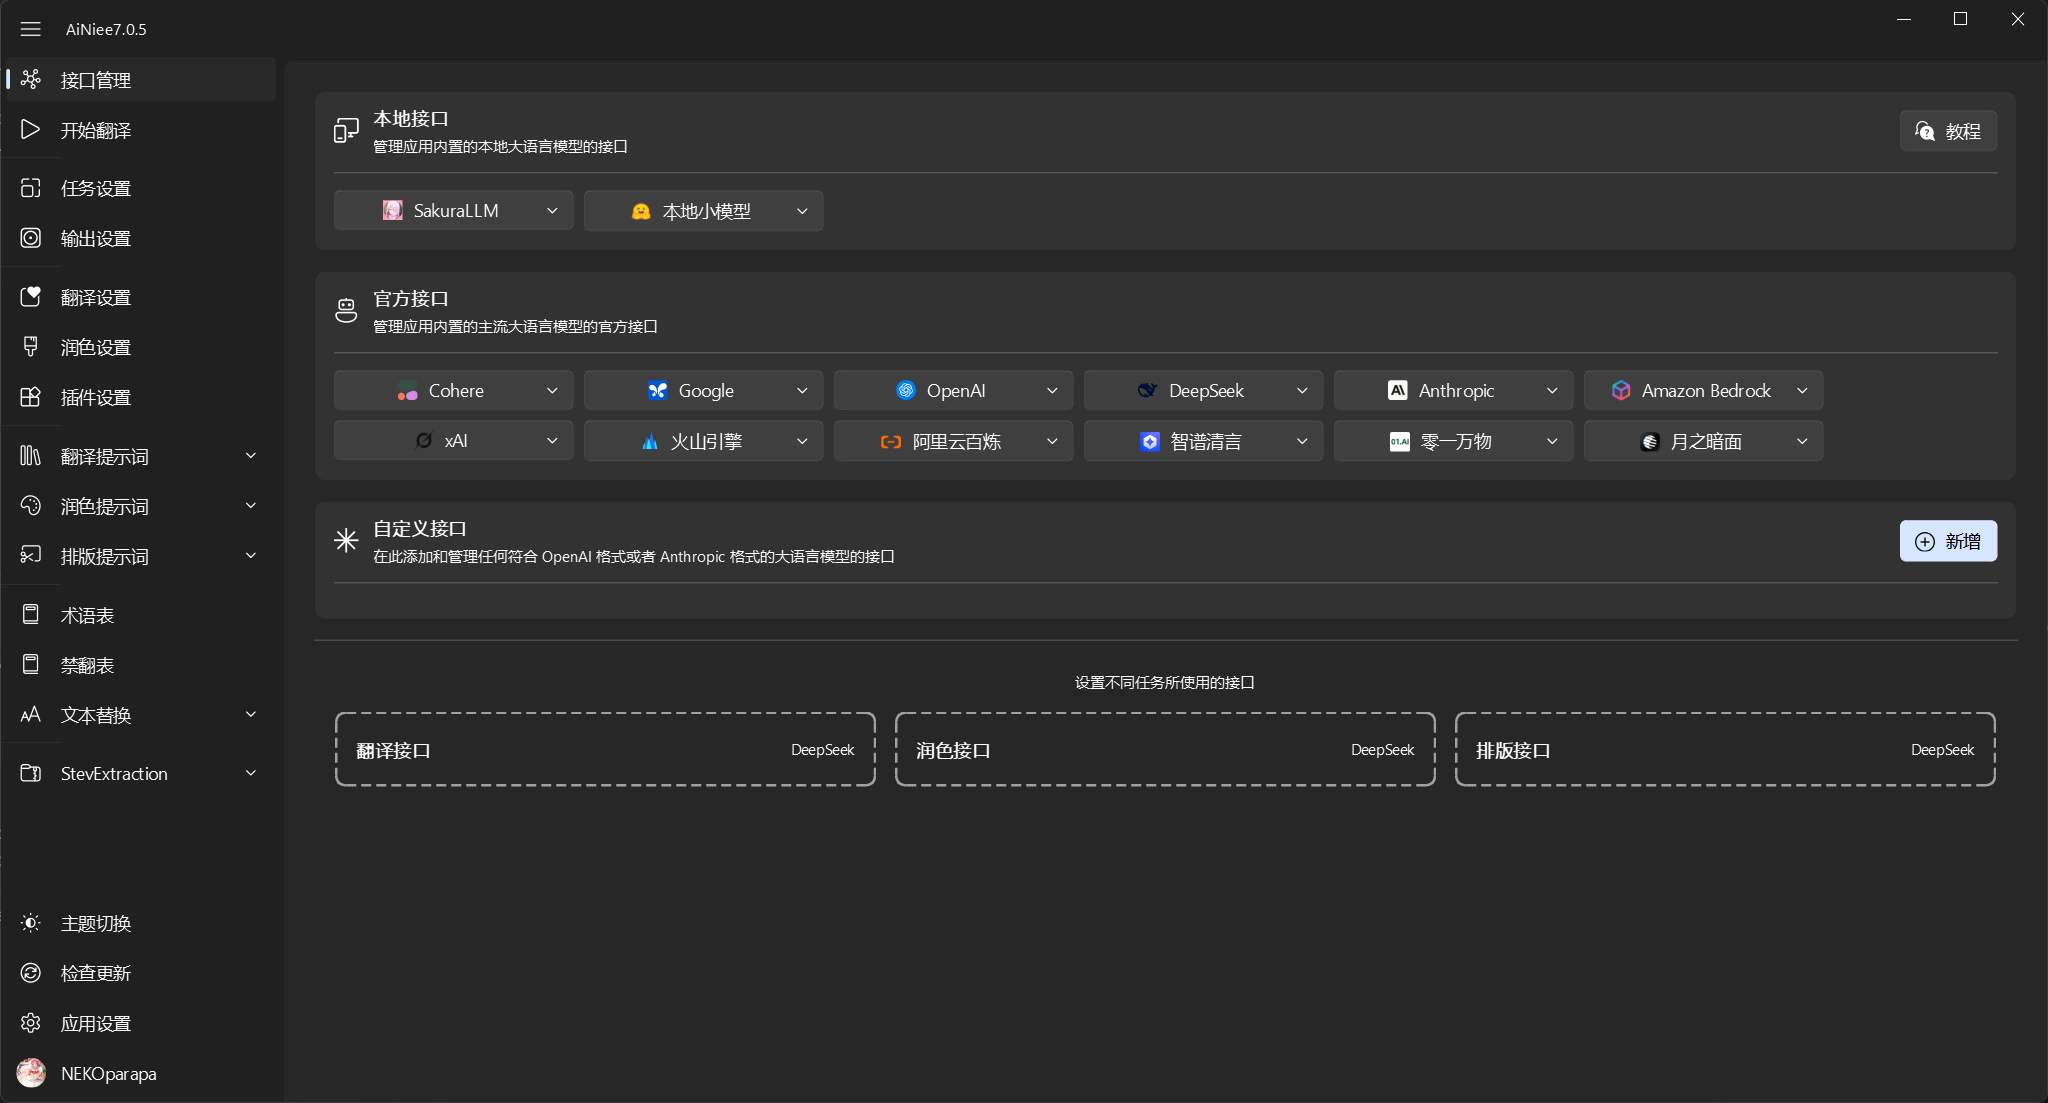 AiNiee7.0.5
接口管理
开始翻译
任务设置
输出设置
翻译设置
润色设置
插件设置
翻译提示词
润色提示词
排版提示词
术语表
禁翻表
文本替换
StevExtraction
主题切换
检查更新
应用设置
NEKOparapa
本地接口
管理应用内置的本地大语言模型的接口
教程
SakuraLLM
本地小模型
官方接口
管理应用内置的主流大语言模型的官方接口
Cohere
Google
OpenAI
DeepSeek
Anthropic
Amazon Bedrock
xAI
火山引擎
阿里云百炼
智谱清言
01.AI 零一万物
月之暗面
自定义接口
在此添加和管理任何符合 OpenAI 格式或者 Anthropic 格式的大语言模型的接口
新增
设置不同任务所使用的接口
翻译接口 DeepSeek
润色接口 DeepSeek
排版接口 DeepSeek